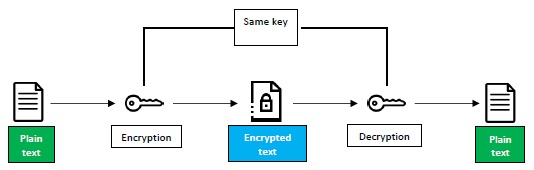 Same key
Plain
text
Encryption
Encrypted
text
Decryption
Plain
text